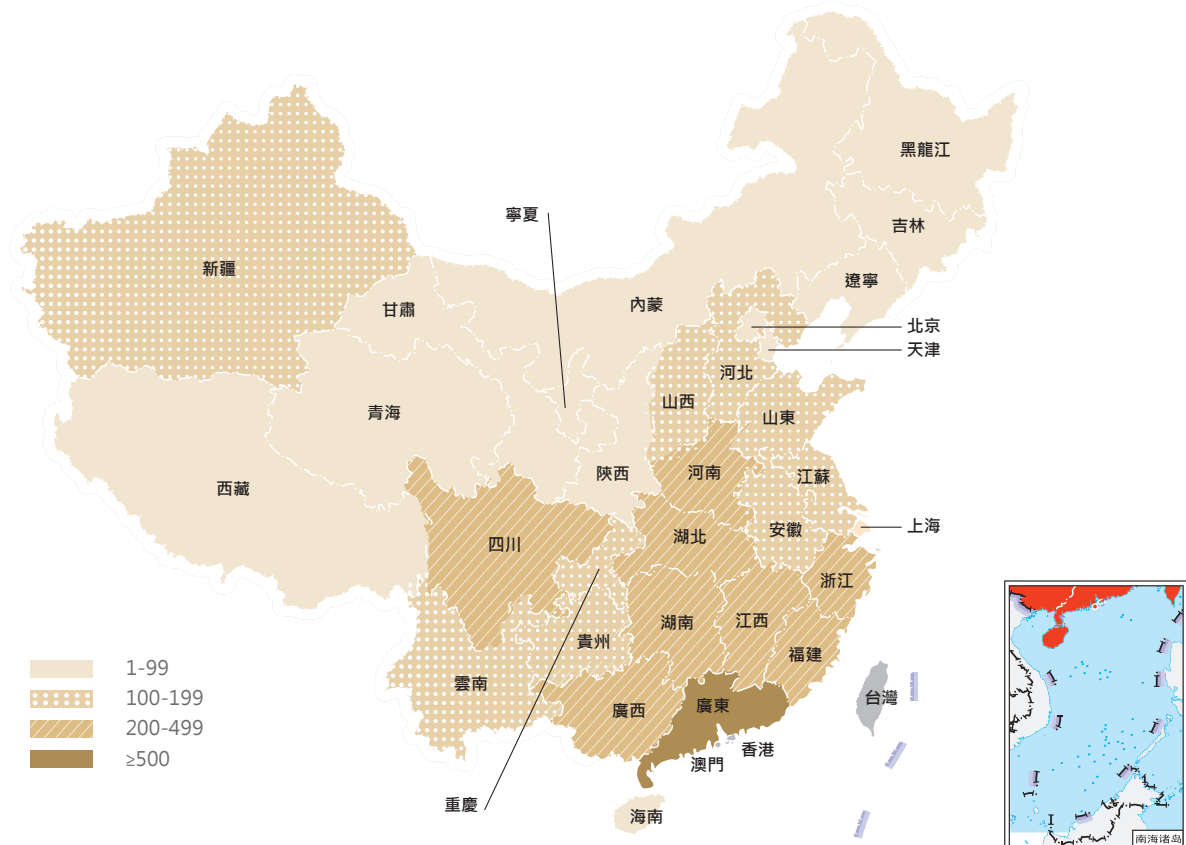 黑龍江
吉林
遼寧
寧夏
新疆
甘肅
內蒙
北京
天津
河北
山西
山東
青海
陝西
河南
江蘇
西藏
四川
湖北
安徽
上海
浙江
湖南
江西
貴州
福建
雲南
廣西
廣東
台灣
香港
澳門
重慶
海南
1-99
100-199
200-499
≥500
南海诸岛